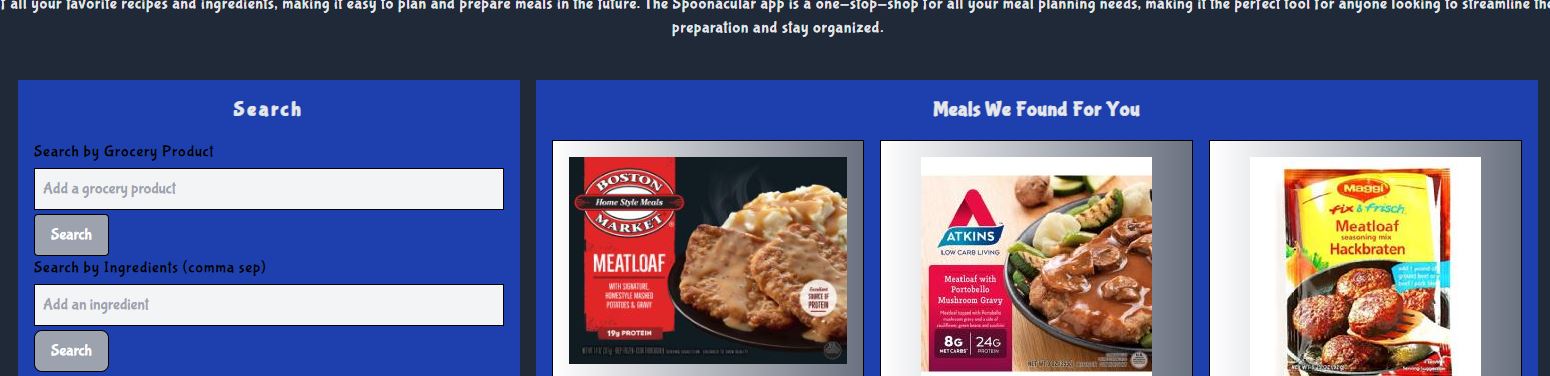 f all your favorite recipes and ingredients, making it easy to plan and prepare meals in the future. The Spoonacular app is a one-stop-shop for all your meal planning needs, making it the perfect tool for anyone looking to streamline
preparation and stay organized.
Search
Search by Grocery Product
Add a grocery product
Search
Search by Ingredients (comma sep)
Add an ingredient
Search
Meals We Found For You
BOSTON
Home Style Meals
MARKET
MEATLOAF
WITH SIGNATURE,
HOMESTYLE MASHED
POTATOES & GRAVY
Excellent
SOURCE OF
PROTEIN
19g PROTEIN
ATKINS
LOW CARB LIVING
Meatloaf with
Portobello
Mushroom Gravy
8G
NET CARBS
24G
PROTEIN
Maggi
fix & frisch
Meatloaf
seasoning mix
Hackbraten